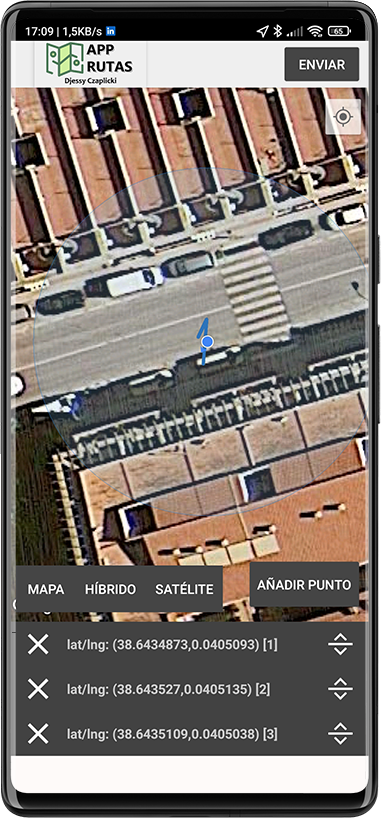 17:09 | 1,5KB/s in
65
APP
RUTAS
Djessy Czaplicki
ENVIAR
MAPA HÍBRIDO SATÉLITE
AÑADIR PUNTO
lat/lng: (38.6434873,0.0405093) [1]
lat/lng: (38.643527,0.0405135) [2]
lat/lng: (38.6435109,0.0405038) [3]